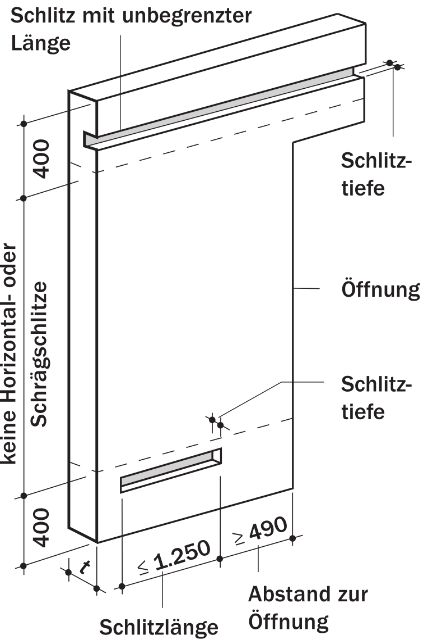 Schlitz mit unbegrenzter
Länge
400
Schlitz-
tiefe
keine Horizontal- oder
Schrägschlitze
Öffnung
Schlitz-
tiefe
400
t
≤ 1.250
≥ 490
Schlitzlänge
Abstand zur
Öffnung